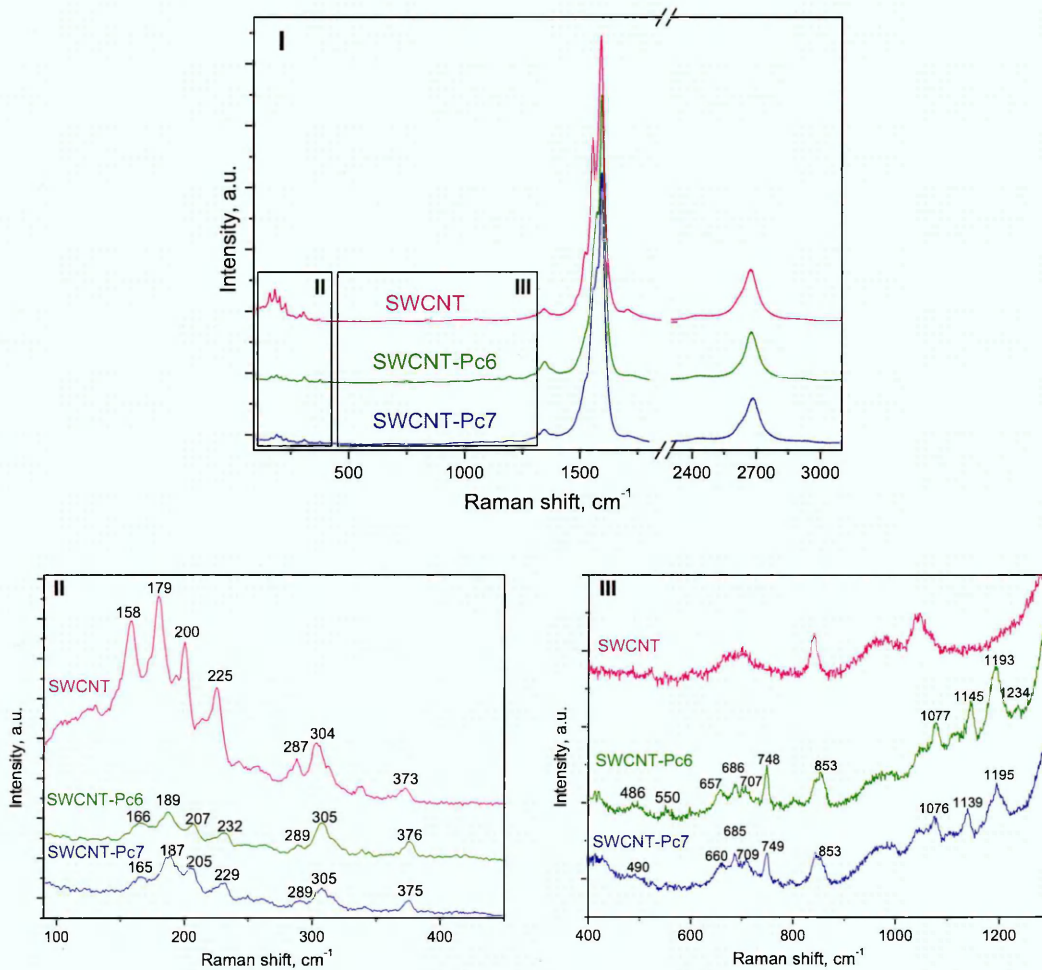 I
II
III
SWCNT
SWCNT-Pc6
SWCNT-Pc7
Intensity, a.u.
500 1000 1500 2400 2700 3000
Raman shift, cm⁻¹
II
179
158
200
225
SWCNT
287 304
373
SWCNT-Pc6
166 189 207 232 289 305 376
SWCNT-Pc7
165 187 205 229 289 305 375
Intensity, a.u.
100 200 300 400
Raman shift, cm⁻¹
III
SWCNT
1193
1145 1234
1077
SWCNT-Pc6
486 550 657 686 707 748 853
1195
1076 1139
SWCNT-Pc7
490 660 685 709 749 853
Intensity, a.u.
400 600 800 1000 1200
Raman shift, cm⁻¹